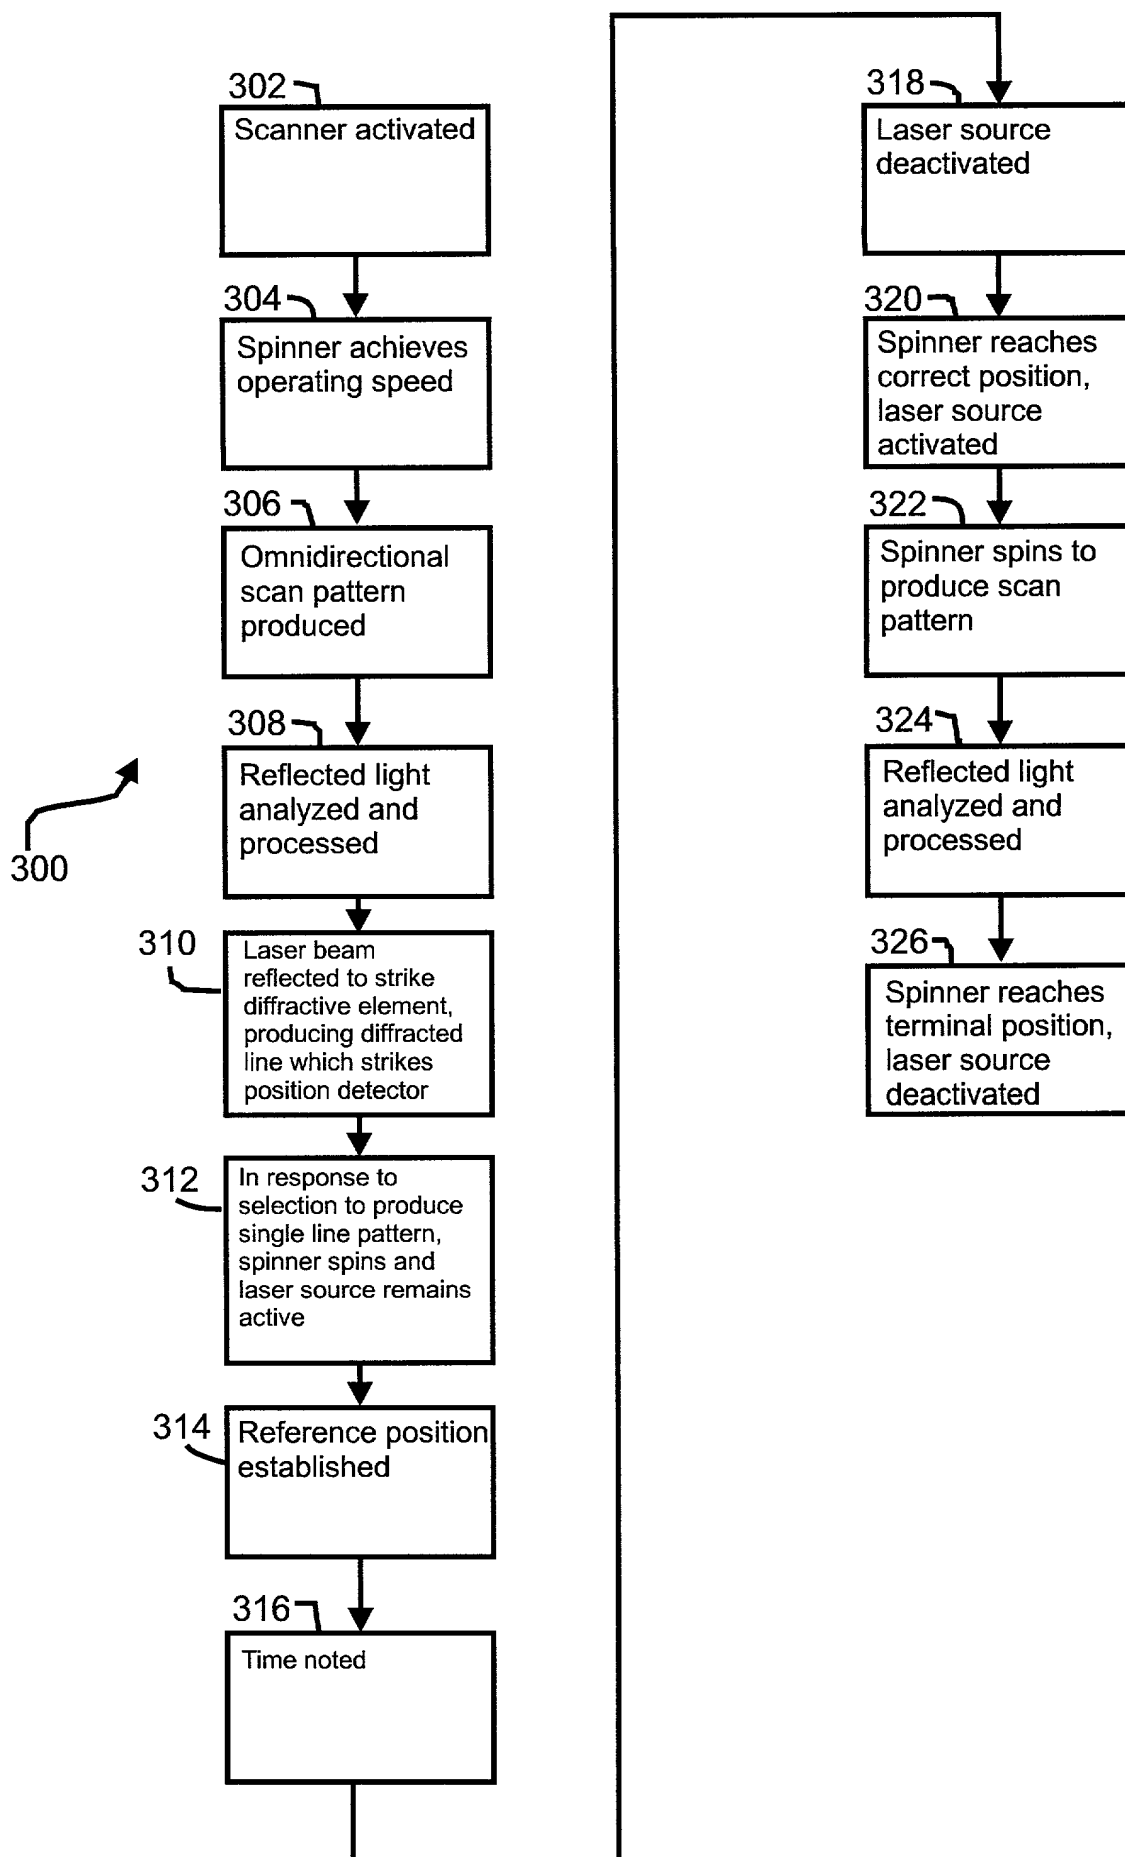 302
Scanner activated
304
Spinner achieves
operating speed
306
Omnidirectional
scan pattern
produced
308
Reflected light
analyzed and
processed
300
310
Laser beam
reflected to strike
diffractive element,
producing diffracted
line which strikes
position detector
312
In response to
selection to produce
single line pattern,
spinner spins and
laser source remains
active
314
Reference position
established
316
Time noted
318
Laser source
deactivated
320
Spinner reaches
correct position,
laser source
activated
322
Spinner spins to
produce scan
pattern
324
Reflected light
analyzed and
processed
326
Spinner reaches
terminal position,
laser source
deactivated